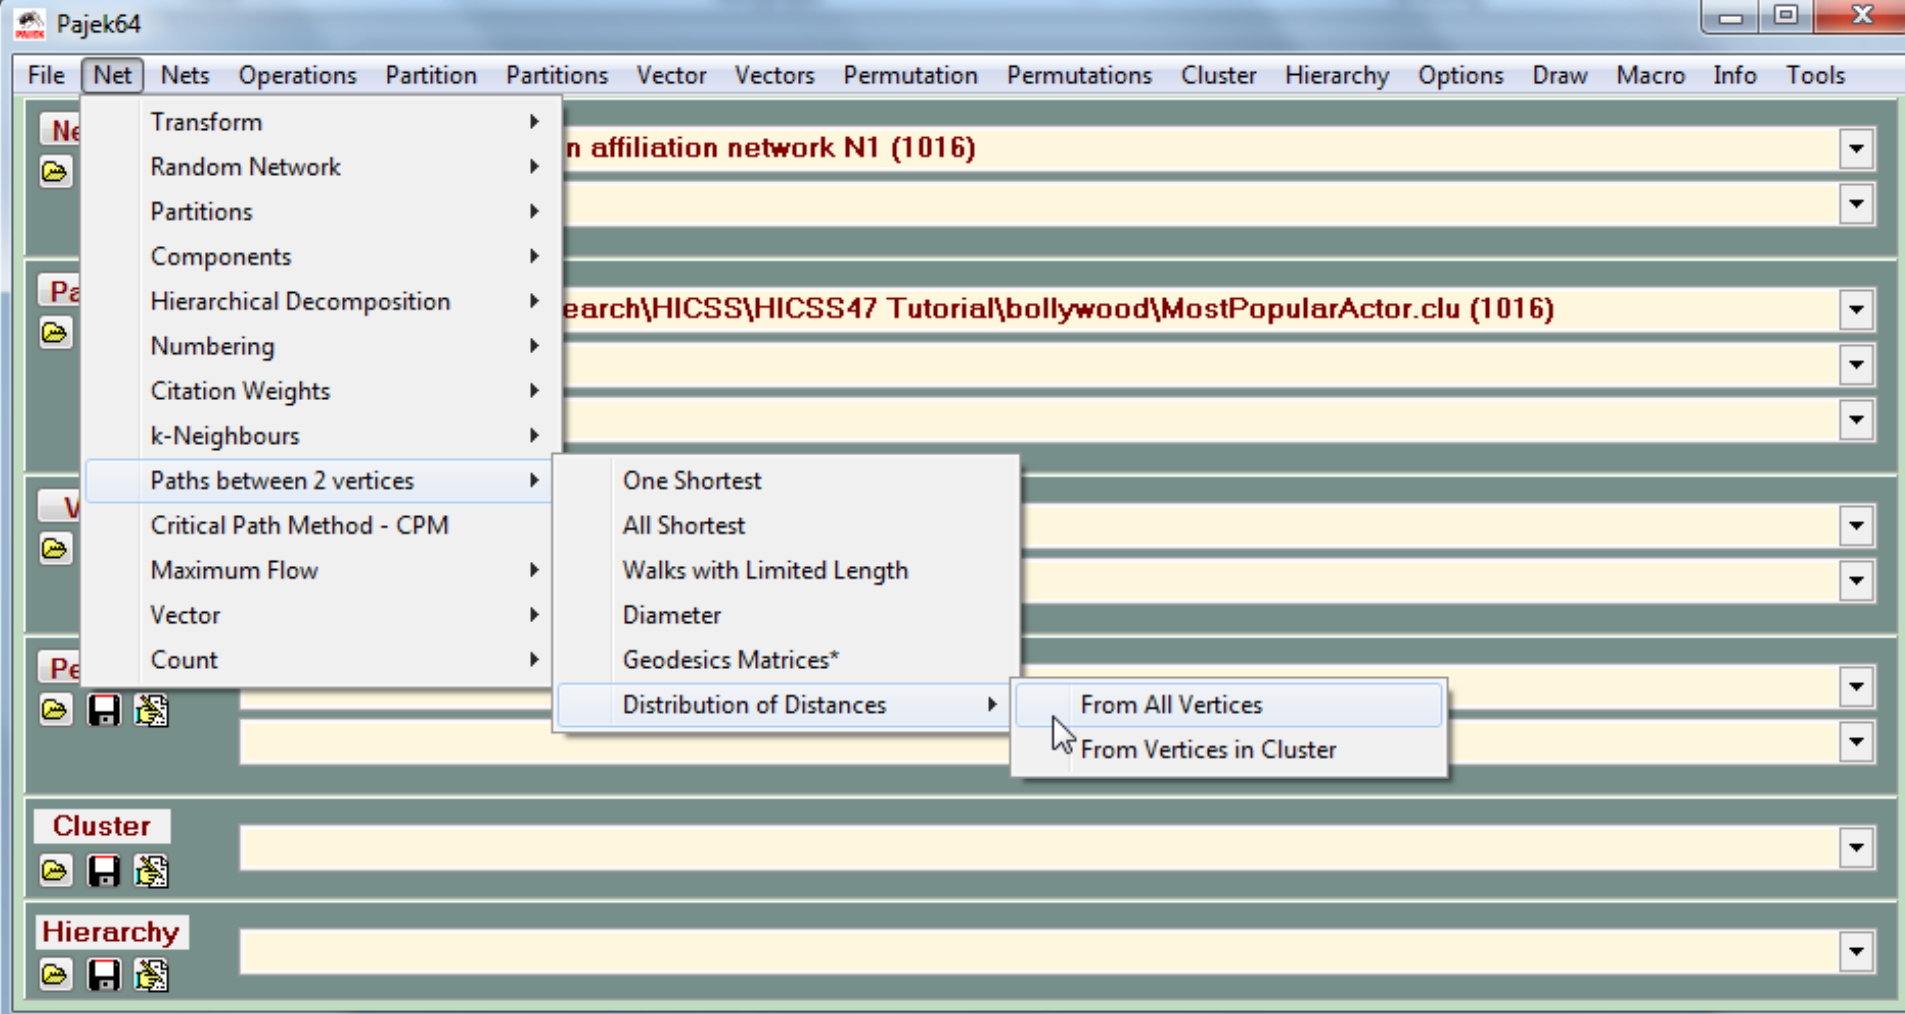 Pajek64
File Net Nets Operations Partition Partitions Vector Vectors Permutation Permutations Cluster Hierarchy Options Draw Macro Info Tools
Transform
Random Network
Partitions
Components
Hierarchical Decomposition
Numbering
Citation Weights
k-Neighbours
Paths between 2 vertices
Critical Path Method - CPM
Maximum Flow
Vector
Count
n affiliation network N1 (1016)
earch\HICSS\HICSS47 Tutorial\bollywood\MostPopularActor.clu (1016)
One Shortest
All Shortest
Walks with Limited Length
Diameter
Geodesics Matrices*
Distribution of Distances
From All Vertices
From Vertices in Cluster
Ne
Pa
V
Pe
Cluster
Hierarchy